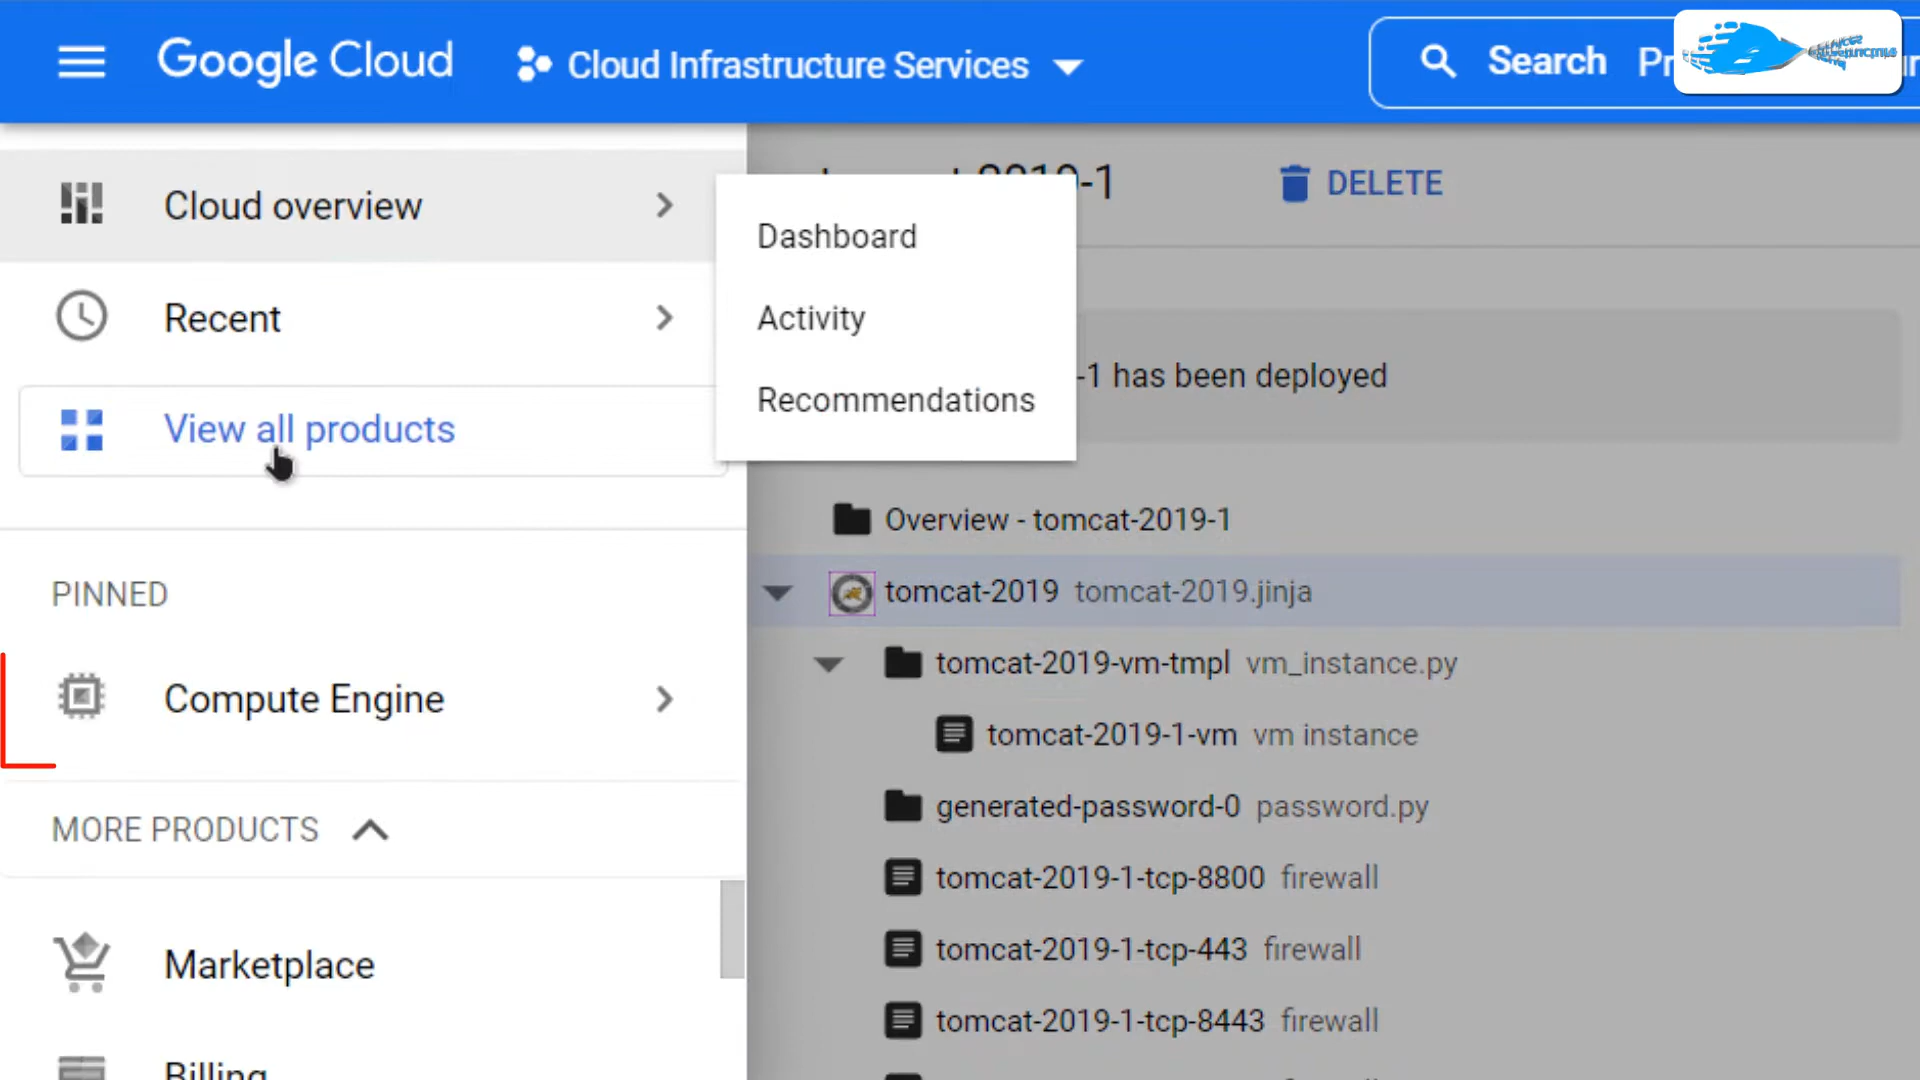 Google Cloud
Cloud Infrastructure Services
Search
Cloud overview
Recent
View all products
PINNED
Compute Engine
MORE PRODUCTS
Marketplace
Billing
Dashboard
Activity
Recommendations
-1
DELETE
-1 has been deployed
Overview - tomcat-2019-1
tomcat-2019 tomcat-2019.jinja
tomcat-2019-vm-tmpl vm_instance.py
tomcat-2019-1-vm vm instance
generated-password-0 password.py
tomcat-2019-1-tcp-8800 firewall
tomcat-2019-1-tcp-443 firewall
tomcat-2019-1-tcp-8443 firewall